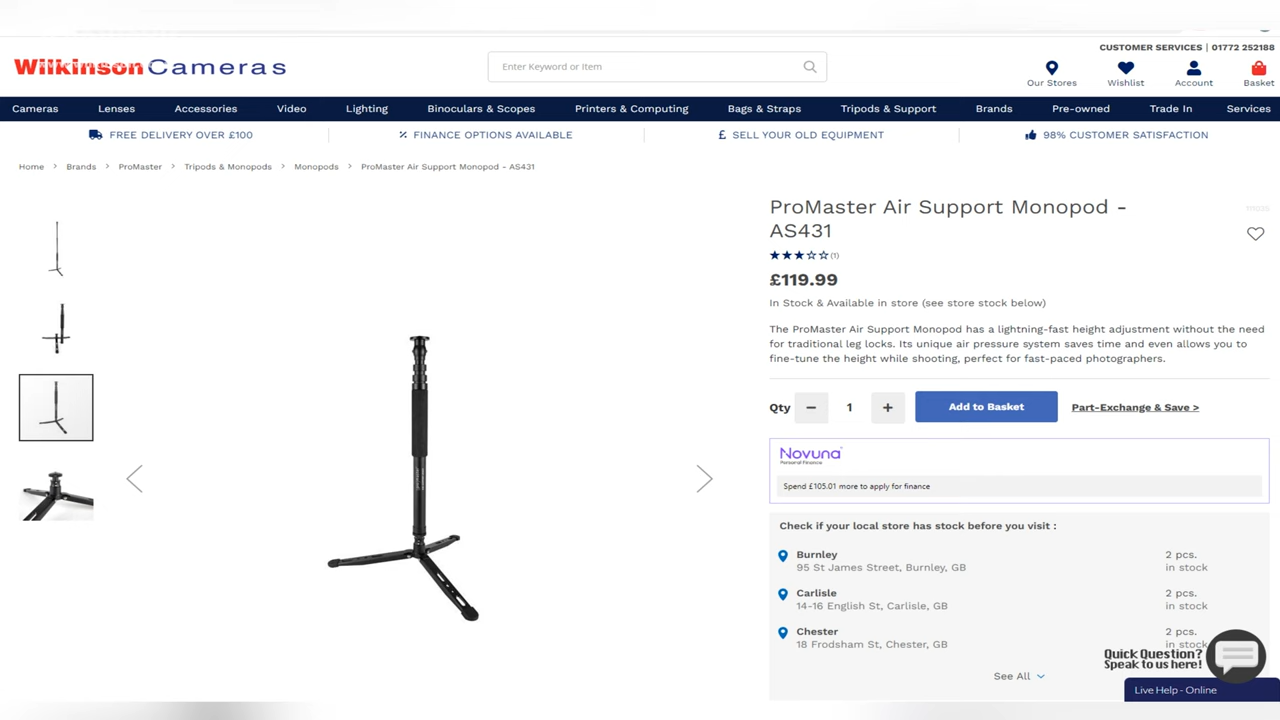 CUSTOMER SERVICES | 01772 252188
Wilkinson Cameras
Enter Keyword or Item
Our Stores
Wishlist
Account
Basket
Cameras
Lenses
Accessories
Video
Lighting
Binoculars & Scopes
Printers & Computing
Bags & Straps
Tripods & Support
Brands
Pre-owned
Trade In
Services
FREE DELIVERY OVER £100
FINANCE OPTIONS AVAILABLE
£ SELL YOUR OLD EQUIPMENT
98% CUSTOMER SATISFACTION
Home > Brands > ProMaster > Tripods & Monopods > Monopods > ProMaster Air Support Monopod - AS431
ProMaster Air Support Monopod -
AS431
★★★☆☆ (1)
£119.99
In Stock & Available in store (see store stock below)
The ProMaster Air Support Monopod has a lightning-fast height adjustment without the need
for traditional leg locks. Its unique air pressure system saves time and even allows you to
fine-tune the height while shooting, perfect for fast-paced photographers.
Qty − 1 +
Add to Basket
Part-Exchange & Save >
Novuna
Personal Finance
Spend £105.01 more to apply for finance
Check if your local store has stock before you visit :
Burnley
95 St James Street, Burnley, GB
2 pcs.
in stock
Carlisle
14-16 English St, Carlisle, GB
2 pcs.
in stock
Chester
18 Frodsham St, Chester, GB
2 pcs.
in stock
See All
Quick Question?
Speak to us here!
Live Help - Online